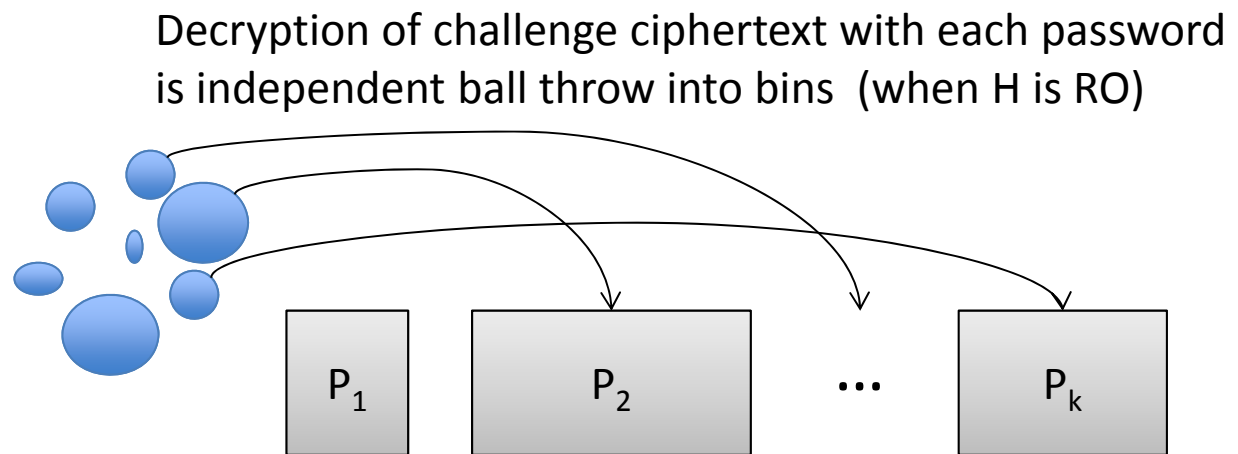 Decryption of challenge ciphertext with each password
is independent ball throw into bins (when H is RO)
P1 P2 ... Pk